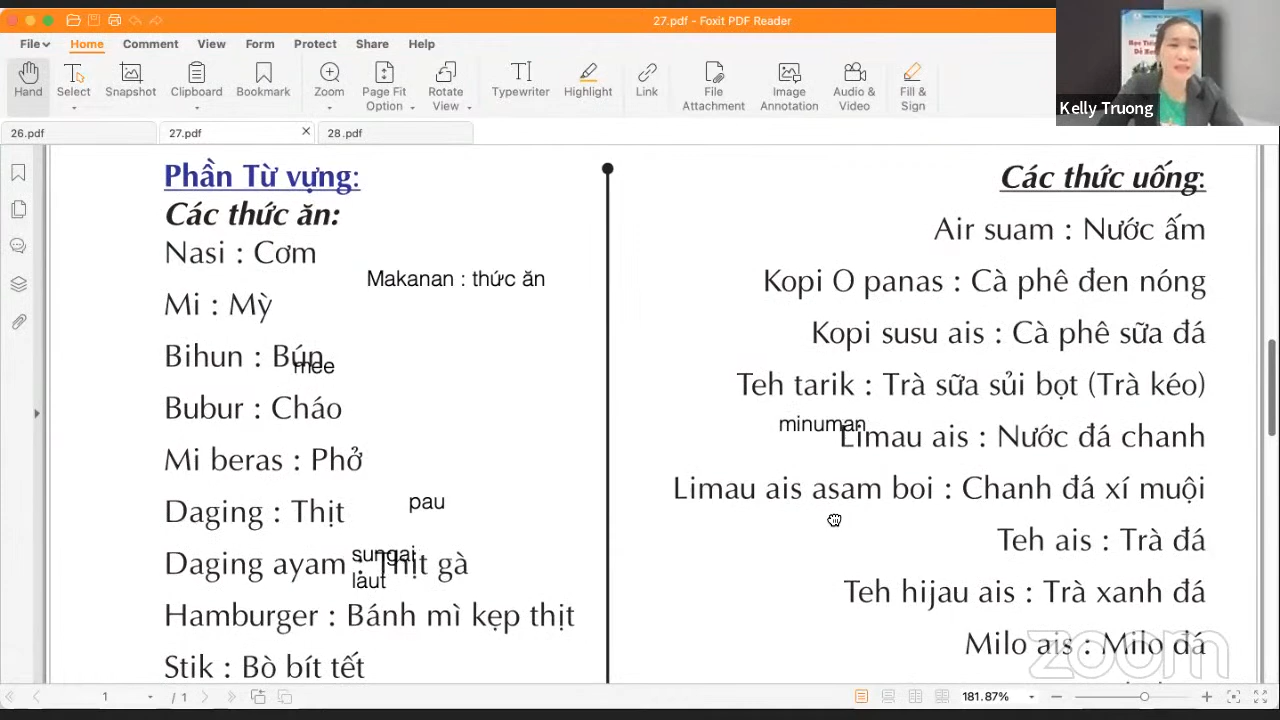 27.pdf - Foxit PDF Reader
File Home Comment View Form Protect Share Help
Hand Select Snapshot Clipboard Bookmark Zoom Page Fit Option Rotate View Typewriter Highlight Link File Attachment Image Annotation Audio & Video Fill & Sign
Kelly Truong
26.pdf 27.pdf 28.pdf
Phần Từ vựng:
Các thức ăn:
Nasi : Cơm
Makanan : thức ăn
Mi : Mỳ
Bihun : Bún
mee
Bubur : Cháo
Mi beras : Phở
Daging : Thịt
pau
sungai
Daging ayam : Thịt gà
laut
Hamburger : Bánh mì kẹp thịt
Stik : Bò bít tết
Các thức uống:
Air suam : Nước ấm
Kopi O panas : Cà phê đen nóng
Kopi susu ais : Cà phê sữa đá
Teh tarik : Trà sữa sủi bọt (Trà kéo)
minuman
Limau ais : Nước đá chanh
Limau ais asam boi : Chanh đá xí muội
Teh ais : Trà đá
Teh hijau ais : Trà xanh đá
Milo ais : Milo đá
zoom
1 / 1 181.87%